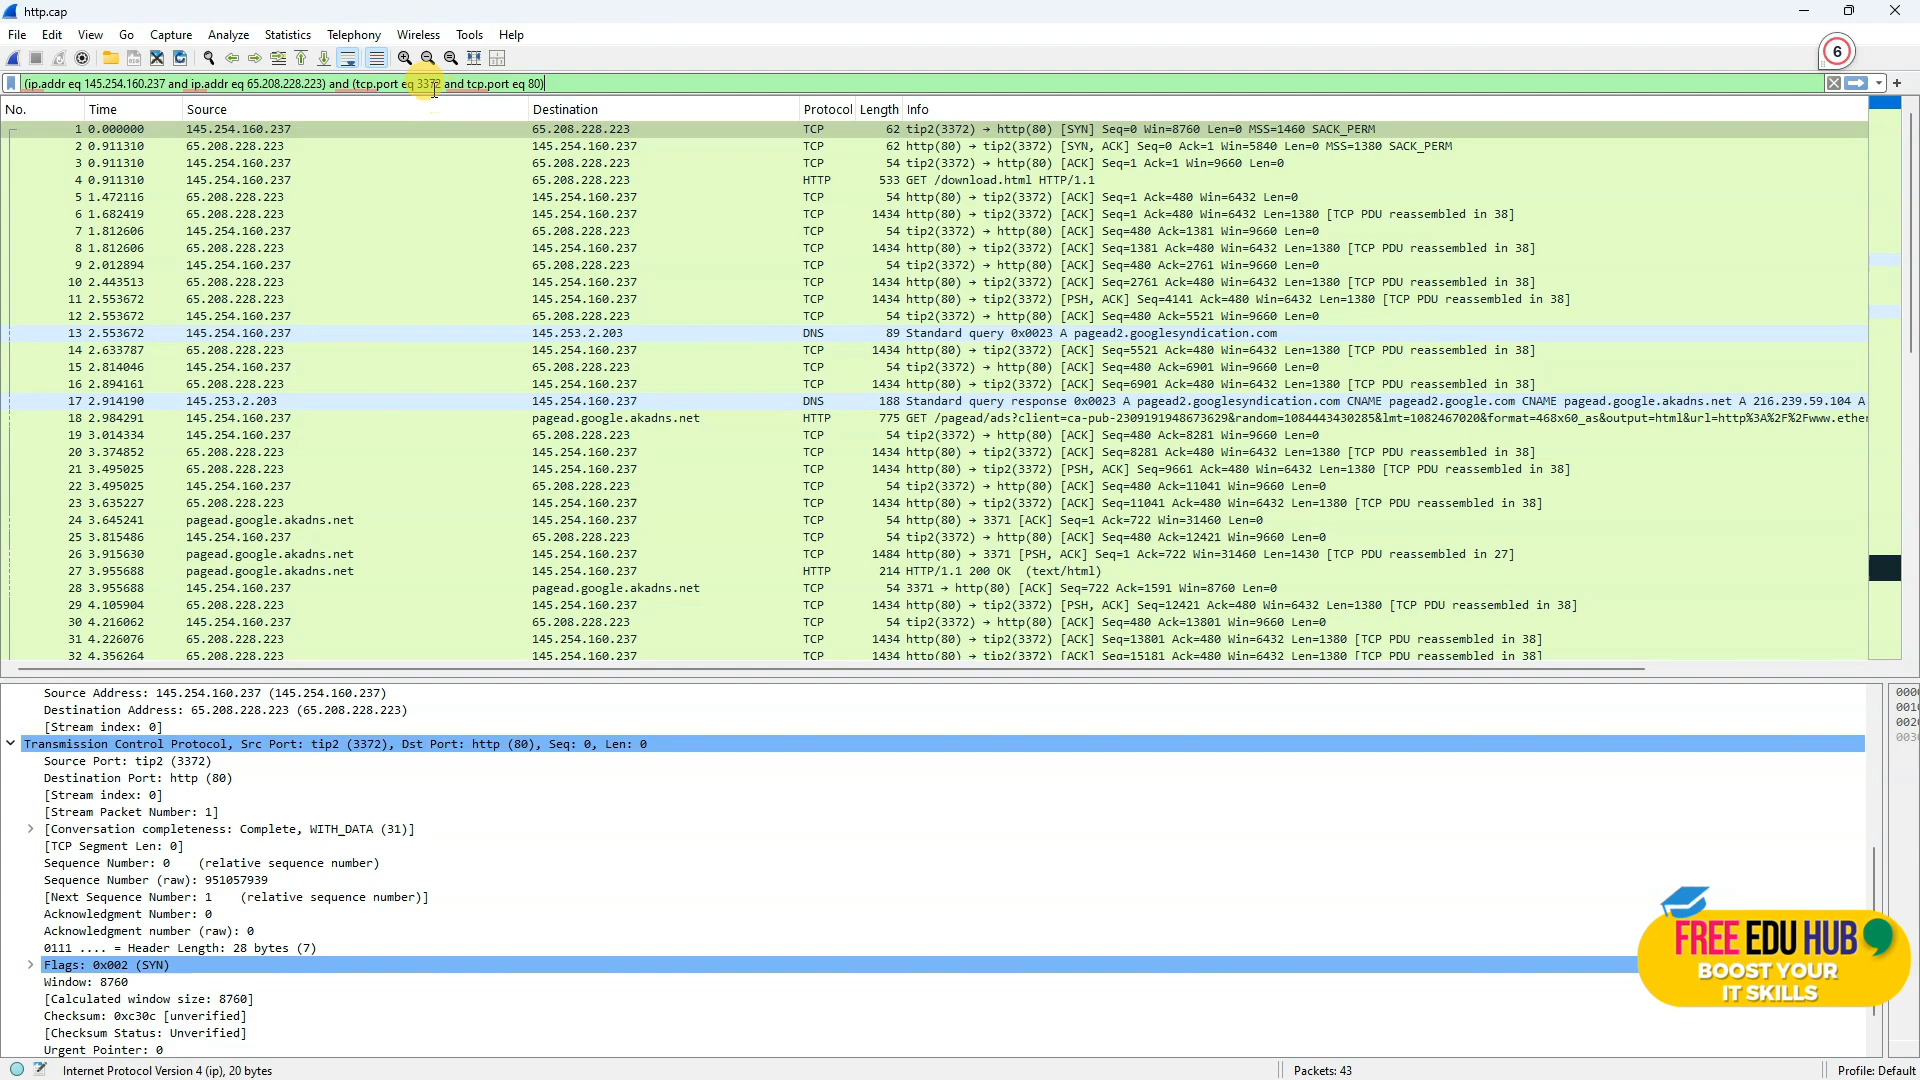 http.cap
File Edit View Go Capture Analyze Statistics Telephony Wireless Tools Help
6
(ip.addr eq 145.254.160.237 and ip.addr eq 65.208.228.223) and (tcp.port eq 3372 and tcp.port eq 80)
No. Time Source Destination Protocol Length Info
1 0.000000 145.254.160.237 65.208.228.223 TCP 62 tip2(3372) → http(80) [SYN] Seq=0 Win=8760 Len=0 MSS=1460 SACK_PERM
2 0.911310 65.208.228.223 145.254.160.237 TCP 62 http(80) → tip2(3372) [SYN, ACK] Seq=0 Ack=1 Win=5840 Len=0 MSS=1380 SACK_PERM
3 0.911310 145.254.160.237 65.208.228.223 TCP 54 tip2(3372) → http(80) [ACK] Seq=1 Ack=1 Win=9660 Len=0
4 0.911310 145.254.160.237 65.208.228.223 HTTP 533 GET /download.html HTTP/1.1
5 1.472116 65.208.228.223 145.254.160.237 TCP 54 http(80) → tip2(3372) [ACK] Seq=1 Ack=480 Win=6432 Len=0
6 1.682419 65.208.228.223 145.254.160.237 TCP 1434 http(80) → tip2(3372) [ACK] Seq=1 Ack=480 Win=6432 Len=1380 [TCP PDU reassembled in 38]
7 1.812606 145.254.160.237 65.208.228.223 TCP 54 tip2(3372) → http(80) [ACK] Seq=480 Ack=1381 Win=9660 Len=0
8 1.812606 65.208.228.223 145.254.160.237 TCP 1434 http(80) → tip2(3372) [ACK] Seq=1381 Ack=480 Win=6432 Len=1380 [TCP PDU reassembled in 38]
9 2.012894 145.254.160.237 65.208.228.223 TCP 54 tip2(3372) → http(80) [ACK] Seq=480 Ack=2761 Win=9660 Len=0
10 2.443513 65.208.228.223 145.254.160.237 TCP 1434 http(80) → tip2(3372) [ACK] Seq=2761 Ack=480 Win=6432 Len=1380 [TCP PDU reassembled in 38]
11 2.553672 65.208.228.223 145.254.160.237 TCP 1434 http(80) → tip2(3372) [PSH, ACK] Seq=4141 Ack=480 Win=6432 Len=1380 [TCP PDU reassembled in 38]
12 2.553672 145.254.160.237 65.208.228.223 TCP 54 tip2(3372) → http(80) [ACK] Seq=480 Ack=5521 Win=9660 Len=0
13 2.553672 145.254.160.237 145.253.2.203 DNS 89 Standard query 0x0023 A pagead2.googlesyndication.com
14 2.633787 65.208.228.223 145.254.160.237 TCP 1434 http(80) → tip2(3372) [ACK] Seq=5521 Ack=480 Win=6432 Len=1380 [TCP PDU reassembled in 38]
15 2.814046 145.254.160.237 65.208.228.223 TCP 54 tip2(3372) → http(80) [ACK] Seq=480 Ack=6901 Win=9660 Len=0
16 2.894161 65.208.228.223 145.254.160.237 TCP 1434 http(80) → tip2(3372) [ACK] Seq=6901 Ack=480 Win=6432 Len=1380 [TCP PDU reassembled in 38]
17 2.914190 145.253.2.203 145.254.160.237 DNS 188 Standard query response 0x0023 A pagead2.googlesyndication.com CNAME pagead2.google.com CNAME pagead.google.akadns.net A 216.239.59.104 A
18 2.984291 145.254.160.237 pagead.google.akadns.net HTTP 775 GET /pagead/ads?client=ca-pub-2309191948673629&random=1084443430285&lmt=1082467020&format=468x60_as&output=html&url=http%3A%2F%2Fwww.ether
19 3.014334 145.254.160.237 65.208.228.223 TCP 54 tip2(3372) → http(80) [ACK] Seq=480 Ack=8281 Win=9660 Len=0
20 3.374852 65.208.228.223 145.254.160.237 TCP 1434 http(80) → tip2(3372) [ACK] Seq=8281 Ack=480 Win=6432 Len=1380 [TCP PDU reassembled in 38]
21 3.495025 65.208.228.223 145.254.160.237 TCP 1434 http(80) → tip2(3372) [PSH, ACK] Seq=9661 Ack=480 Win=6432 Len=1380 [TCP PDU reassembled in 38]
22 3.495025 145.254.160.237 65.208.228.223 TCP 54 tip2(3372) → http(80) [ACK] Seq=480 Ack=11041 Win=9660 Len=0
23 3.635227 65.208.228.223 145.254.160.237 TCP 1434 http(80) → tip2(3372) [ACK] Seq=11041 Ack=480 Win=6432 Len=1380 [TCP PDU reassembled in 38]
24 3.645241 pagead.google.akadns.net 145.254.160.237 TCP 54 http(80) → 3371 [ACK] Seq=1 Ack=722 Win=31460 Len=0
25 3.815486 145.254.160.237 65.208.228.223 TCP 54 tip2(3372) → http(80) [ACK] Seq=480 Ack=12421 Win=9660 Len=0
26 3.915630 pagead.google.akadns.net 145.254.160.237 TCP 1484 http(80) → 3371 [PSH, ACK] Seq=1 Ack=722 Win=31460 Len=1430 [TCP PDU reassembled in 27]
27 3.955688 pagead.google.akadns.net 145.254.160.237 HTTP 214 HTTP/1.1 200 OK (text/html)
28 3.955688 145.254.160.237 pagead.google.akadns.net TCP 54 3371 → http(80) [ACK] Seq=722 Ack=1591 Win=8760 Len=0
29 4.105904 65.208.228.223 145.254.160.237 TCP 1434 http(80) → tip2(3372) [PSH, ACK] Seq=12421 Ack=480 Win=6432 Len=1380 [TCP PDU reassembled in 38]
30 4.216062 145.254.160.237 65.208.228.223 TCP 54 tip2(3372) → http(80) [ACK] Seq=480 Ack=13801 Win=9660 Len=0
31 4.226076 65.208.228.223 145.254.160.237 TCP 1434 http(80) → tip2(3372) [ACK] Seq=13801 Ack=480 Win=6432 Len=1380 [TCP PDU reassembled in 38]
32 4.356264 65.208.228.223 145.254.160.237 TCP 1434 http(80) → tip2(3372) [ACK] Seq=15181 Ack=480 Win=6432 Len=1380 [TCP PDU reassembled in 38]
Source Address: 145.254.160.237 (145.254.160.237)
Destination Address: 65.208.228.223 (65.208.228.223)
[Stream index: 0]
Transmission Control Protocol, Src Port: tip2 (3372), Dst Port: http (80), Seq: 0, Len: 0
Source Port: tip2 (3372)
Destination Port: http (80)
[Stream index: 0]
[Stream Packet Number: 1]
[Conversation completeness: Complete, WITH_DATA (31)]
[TCP Segment Len: 0]
Sequence Number: 0 (relative sequence number)
Sequence Number (raw): 951057939
[Next Sequence Number: 1 (relative sequence number)]
Acknowledgment Number: 0
Acknowledgment number (raw): 0
0111 .... = Header Length: 28 bytes (7)
Flags: 0x002 (SYN)
Window: 8760
[Calculated window size: 8760]
Checksum: 0xc30c [unverified]
[Checksum Status: Unverified]
Urgent Pointer: 0
FREE EDU HUB
BOOST YOUR
IT SKILLS
Internet Protocol Version 4 (ip), 20 bytes
Packets: 43
Profile: Default